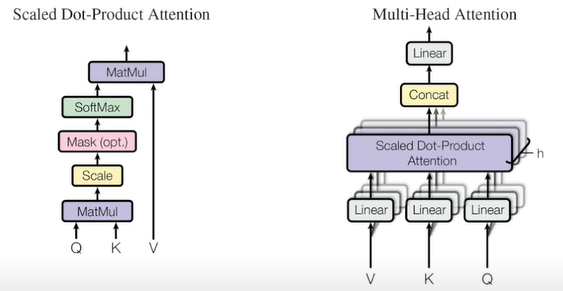 Scaled Dot-Product Attention
MatMul
SoftMax
Mask (opt.)
Scale
MatMul
Q K V
Multi-Head Attention
Linear
Concat
Scaled Dot-Product
Attention
h
Linear Linear Linear
V K Q